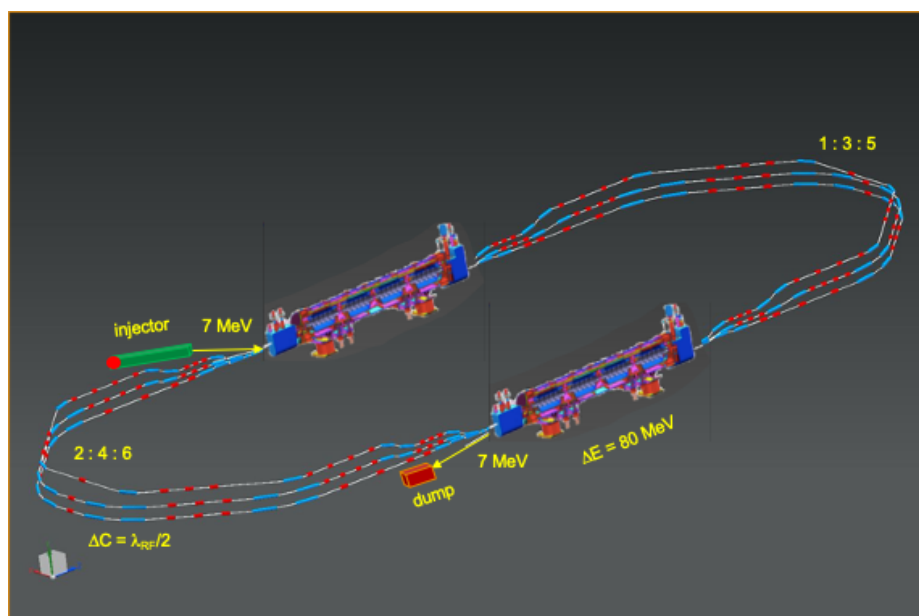 1 : 3 : 5
injector
7 MeV
2 : 4 : 6
7 MeV
ΔE = 80 MeV
dump
ΔC = λRF/2